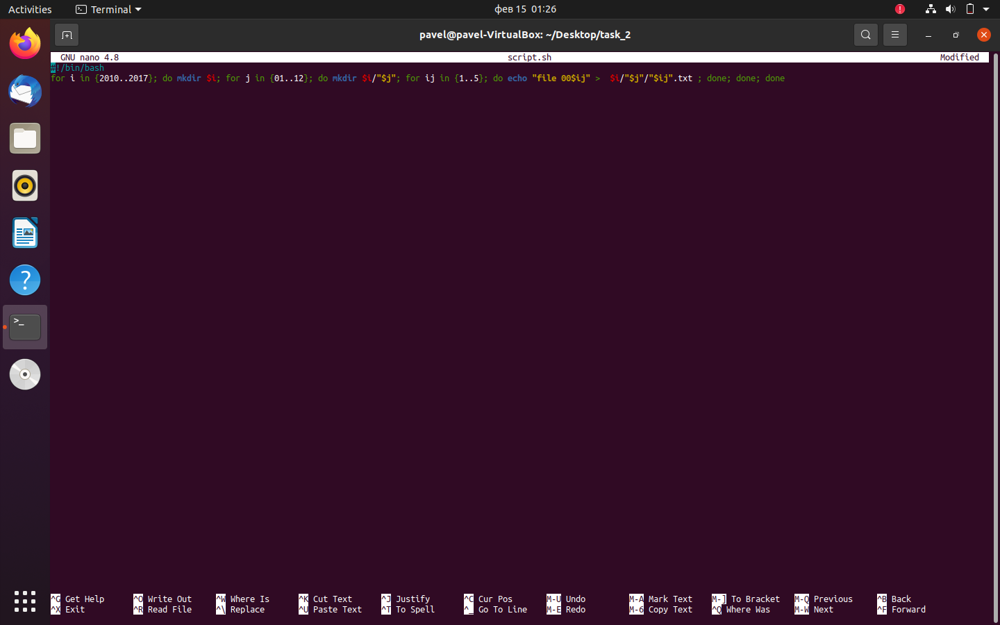 Activities Terminal фев 15 01:26
pavel@pavel-VirtualBox: ~/Desktop/task_2
GNU nano 4.8 script.sh Modified
#!/bin/bash
for i in {2010..2017}; do mkdir $i; for j in {01..12}; do mkdir $i/"$j"; for ij in {1..5}; do echo "file 00$ij" >  $i/"$j"/"$ij".txt ; done; done; done
^G Get Help ^O Write Out ^W Where Is ^K Cut Text ^J Justify ^C Cur Pos M-U Undo M-A Mark Text M-] To Bracket M-Q Previous ^B Back
^X Exit ^R Read File ^\ Replace ^U Paste Text ^T To Spell ^_ Go To Line M-E Redo M-6 Copy Text ^Q Where Was M-W Next ^F Forward